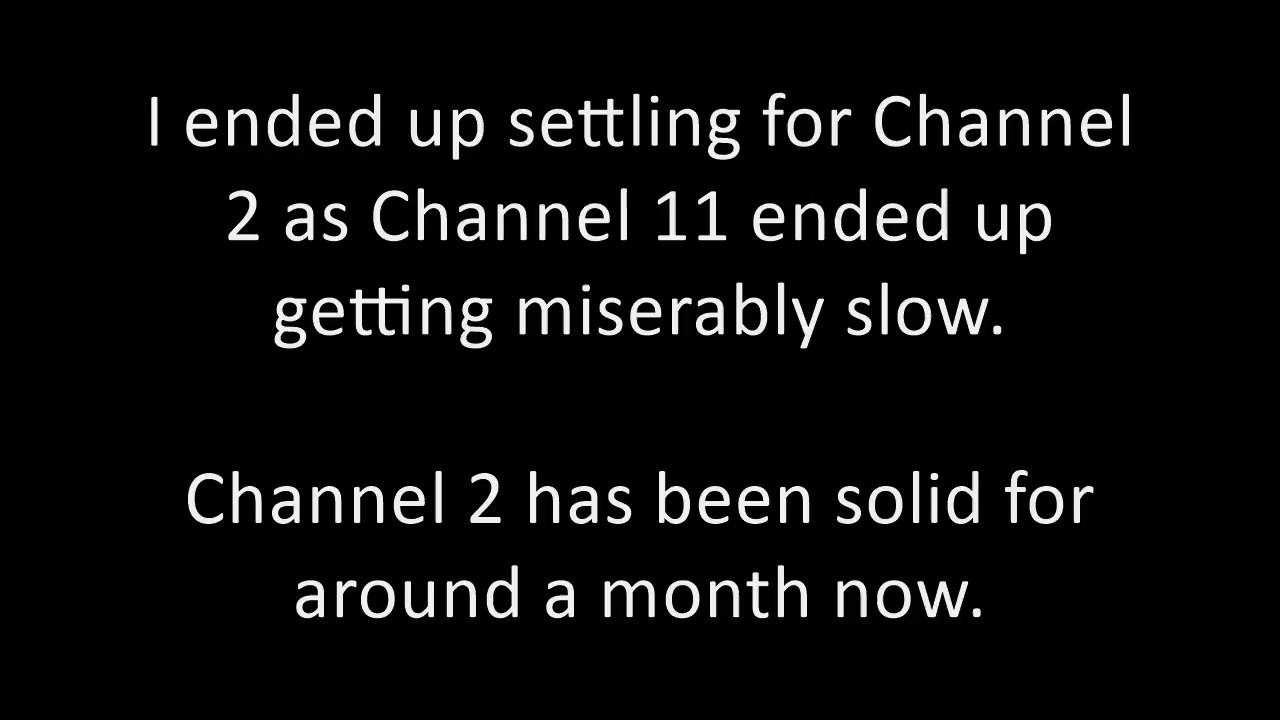 I ended up settling for Channel
2 as Channel 11 ended up
getting miserably slow.
Channel 2 has been solid for
around a month now.